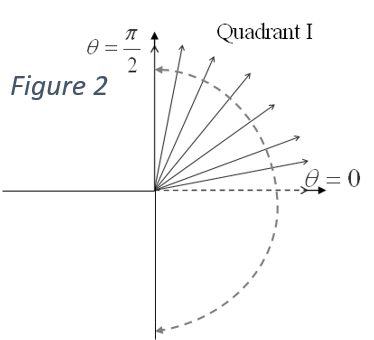 Quadrant I
θ = π/2
Figure 2
θ = 0